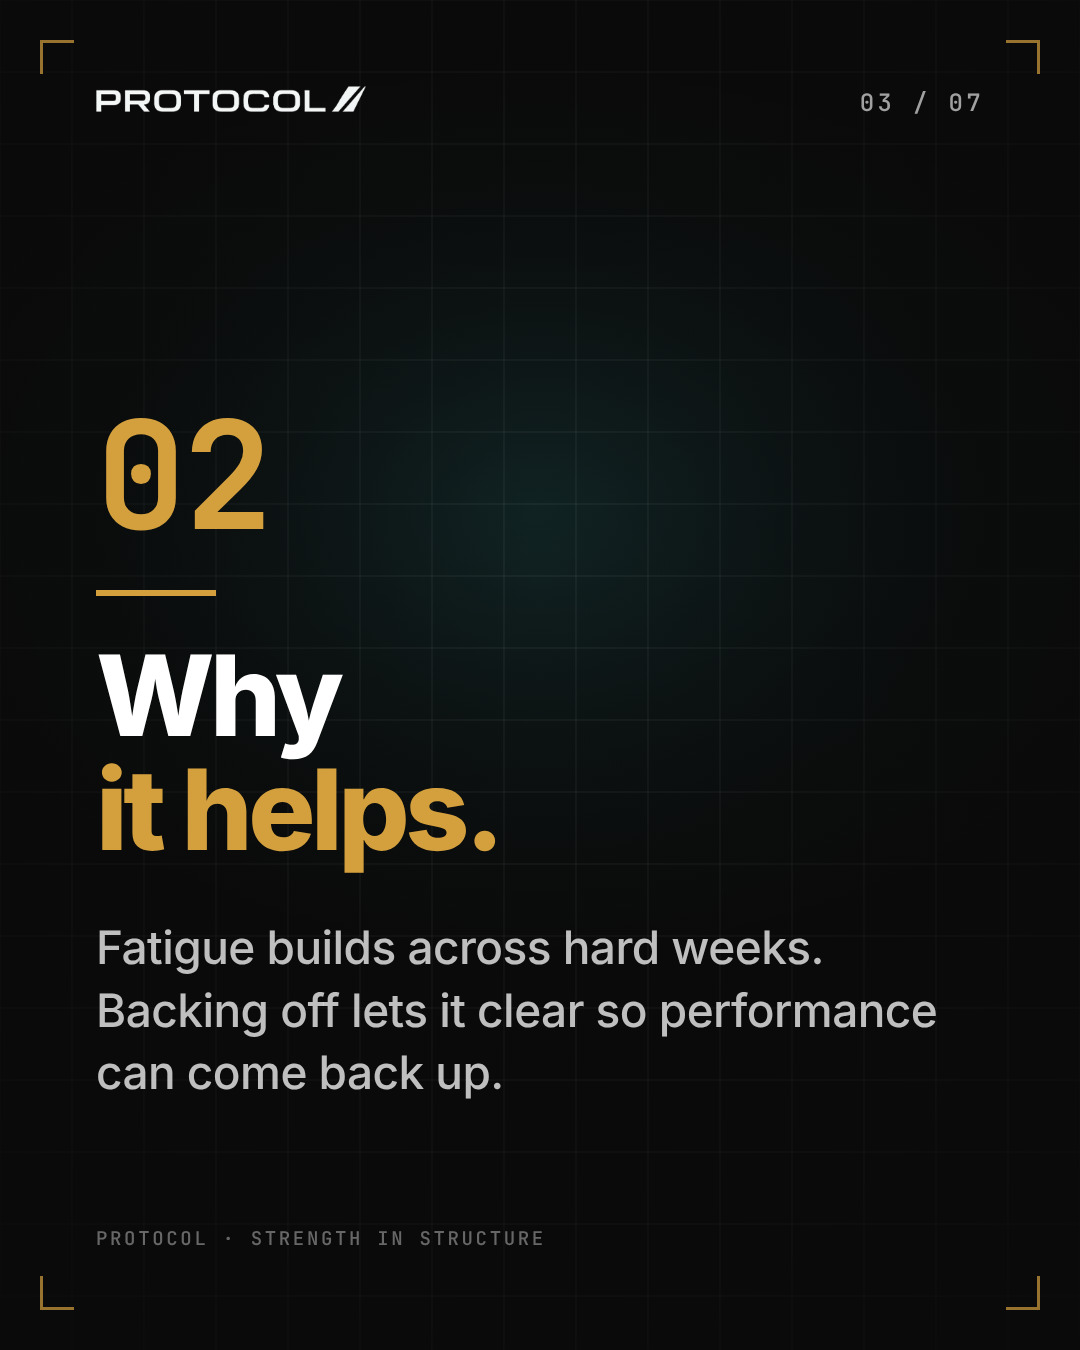 PROTOCOL
03 / 07
02
Why
it helps.
Fatigue builds across hard weeks.
Backing off lets it clear so performance
can come back up.
PROTOCOL · STRENGTH IN STRUCTURE